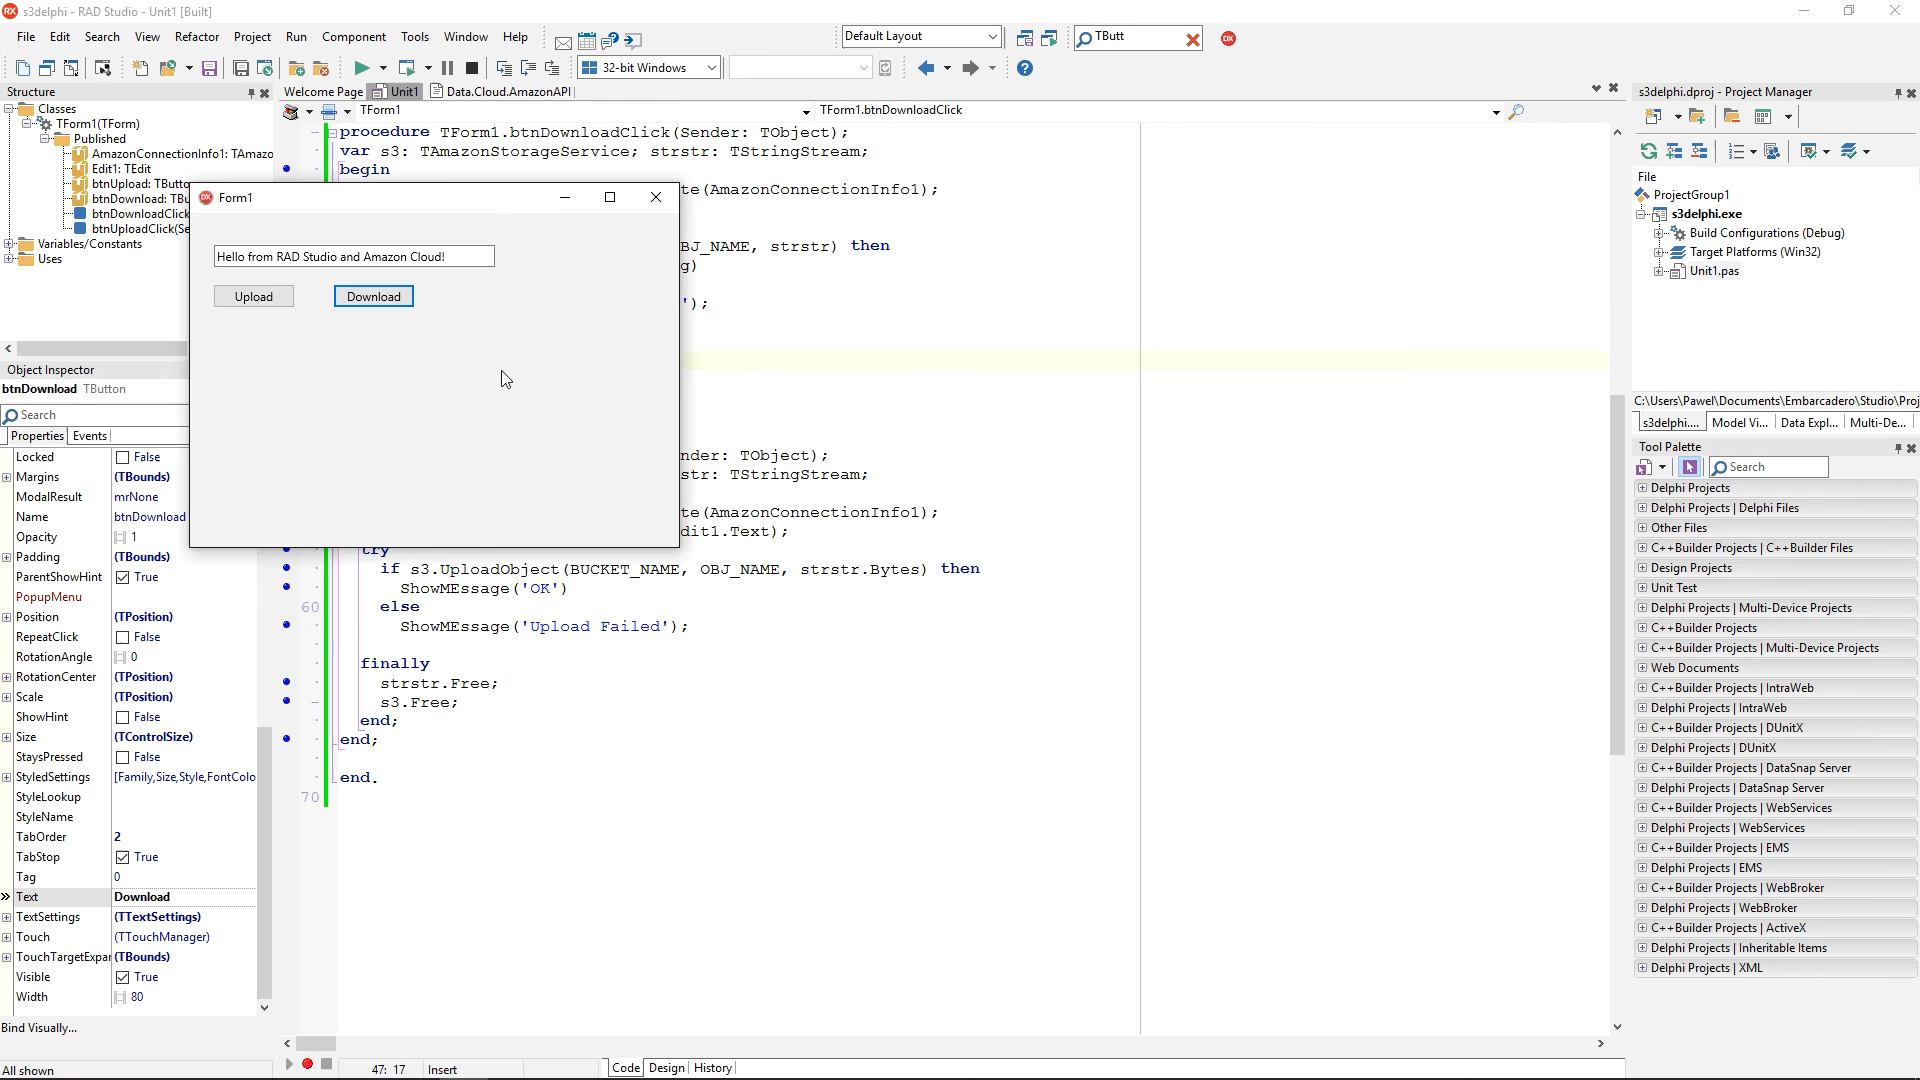 s3delphi - RAD Studio - Unit1 [Built]
File Edit Search View Refactor Project Run Component Tools Window Help
Default Layout
TButt
32-bit Windows
Structure
Classes
TForm1(TForm)
Published
AmazonConnectionInfo1: TAmazo
Edit1: TEdit
btnUpload: TButto
btnDownload: TBu
btnDownloadClick
btnUploadClick(Se
Variables/Constants
Uses
Object Inspector
btnDownload TButton
Search
Properties Events
Locked False
Margins (TBounds)
ModalResult mrNone
Name btnDownload
Opacity 1
Padding (TBounds)
ParentShowHint True
PopupMenu
Position (TPosition)
RepeatClick False
RotationAngle 0
RotationCenter (TPosition)
Scale (TPosition)
ShowHint False
Size (TControlSize)
StaysPressed False
StyledSettings [Family,Size,Style,FontColo
StyleLookup
StyleName
TabOrder 2
TabStop True
Tag 0
Text Download
TextSettings (TTextSettings)
Touch (TTouchManager)
TouchTargetExpar (TBounds)
Visible True
Width 80
Bind Visually...
All shown
Welcome Page Unit1 Data.Cloud.AmazonAPI
TForm1 TForm1.btnDownloadClick
procedure TForm1.btnDownloadClick(Sender: TObject);
var s3: TAmazonStorageService; strstr: TStringStream;
begin
te(AmazonConnectionInfo1);
BJ_NAME, strstr) then
g)
');
nder: TObject);
str: TStringStream;
te(AmazonConnectionInfo1);
dit1.Text);
try
if s3.UploadObject(BUCKET_NAME, OBJ_NAME, strstr.Bytes) then
ShowMEssage('OK')
60 else
ShowMEssage('Upload Failed');
finally
strstr.Free;
s3.Free;
end;
end;
end.
70
Form1
Hello from RAD Studio and Amazon Cloud!
Upload Download
47: 17 Insert
Code Design History
s3delphi.dproj - Project Manager
File
ProjectGroup1
s3delphi.exe
Build Configurations (Debug)
Target Platforms (Win32)
Unit1.pas
C:\Users\Pawel\Documents\Embarcadero\Studio\Proj
s3delphi.... Model Vi... Data Expl... Multi-De...
Tool Palette
Search
Delphi Projects
Delphi Projects | Delphi Files
Other Files
C++Builder Projects | C++Builder Files
Design Projects
Unit Test
Delphi Projects | Multi-Device Projects
C++Builder Projects
C++Builder Projects | Multi-Device Projects
Web Documents
C++Builder Projects | IntraWeb
Delphi Projects | IntraWeb
C++Builder Projects | DUnitX
Delphi Projects | DUnitX
C++Builder Projects | DataSnap Server
Delphi Projects | DataSnap Server
C++Builder Projects | WebServices
Delphi Projects | WebServices
C++Builder Projects | EMS
Delphi Projects | EMS
C++Builder Projects | WebBroker
Delphi Projects | WebBroker
C++Builder Projects | ActiveX
Delphi Projects | Inheritable Items
Delphi Projects | XML